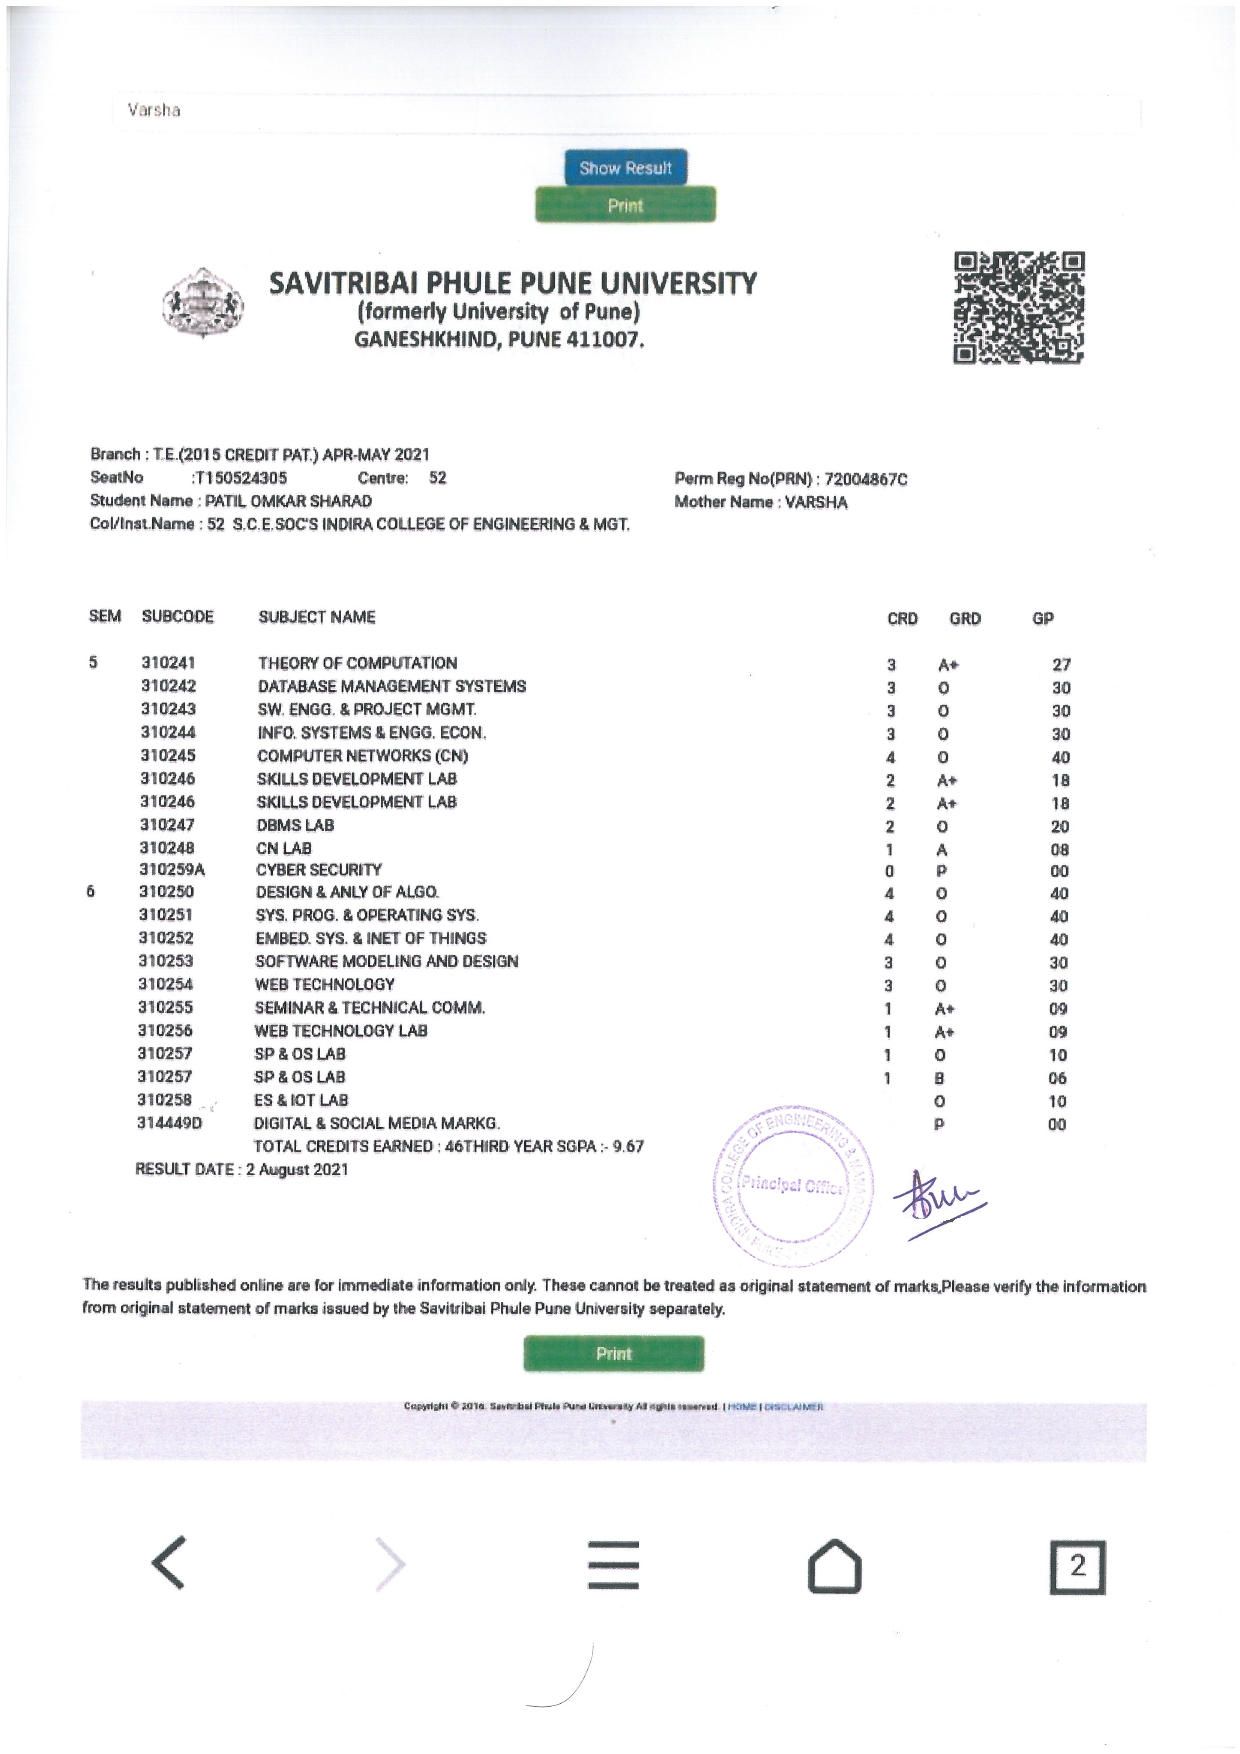 Varsha
Show Result
Print
SAVITRIBAI PHULE PUNE UNIVERSITY
(formerly University of Pune)
GANESHKHIND, PUNE 411007.
Branch : T.E.(2015 CREDIT PAT.) APR-MAY 2021
SeatNo :T150524305 Centre: 52 Perm Reg No(PRN) : 72004867C
Student Name : PATIL OMKAR SHARAD Mother Name : VARSHA
Col/Inst.Name : 52 S.C.E.SOC'S INDIRA COLLEGE OF ENGINEERING & MGT.
SEM SUBCODE SUBJECT NAME CRD GRD GP
5 310241 THEORY OF COMPUTATION 3 A+ 27
310242 DATABASE MANAGEMENT SYSTEMS 3 O 30
310243 SW. ENGG. & PROJECT MGMT. 3 O 30
310244 INFO. SYSTEMS & ENGG. ECON. 3 O 30
310245 COMPUTER NETWORKS (CN) 4 O 40
310246 SKILLS DEVELOPMENT LAB 2 A+ 18
310246 SKILLS DEVELOPMENT LAB 2 A+ 18
310247 DBMS LAB 2 O 20
310248 CN LAB 1 A 08
310259A CYBER SECURITY 0 P 00
6 310250 DESIGN & ANLY OF ALGO. 4 O 40
310251 SYS. PROG. & OPERATING SYS. 4 O 40
310252 EMBED. SYS. & INET OF THINGS 4 O 40
310253 SOFTWARE MODELING AND DESIGN 3 O 30
310254 WEB TECHNOLOGY 3 O 30
310255 SEMINAR & TECHNICAL COMM. 1 A+ 09
310256 WEB TECHNOLOGY LAB 1 A+ 09
310257 SP & OS LAB 1 O 10
310257 SP & OS LAB 1 B 06
310258 ES & IOT LAB O 10
314449D DIGITAL & SOCIAL MEDIA MARKG. P 00
TOTAL CREDITS EARNED : 46THIRD YEAR SGPA :- 9.67
RESULT DATE : 2 August 2021
COLLEGE OF ENGINEERING &
Principal Office
The results published online are for immediate information only. These cannot be treated as original statement of marks,Please verify the information
from original statement of marks issued by the Savitribai Phule Pune University separately.
Print
Copyright © 2016. Savitribai Phule Pune University All rights reserved. | HOME | DISCLAIMER
2